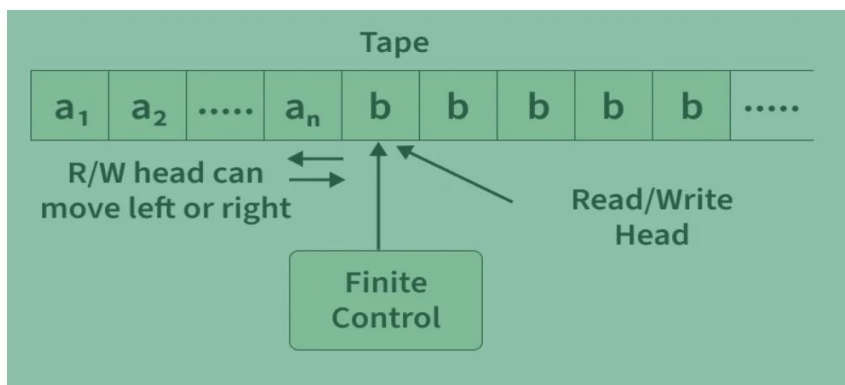 Tape
a₁ a₂ ..... aₙ b b b b b .....
R/W head can
move left or right
Read/Write
Head
Finite
Control